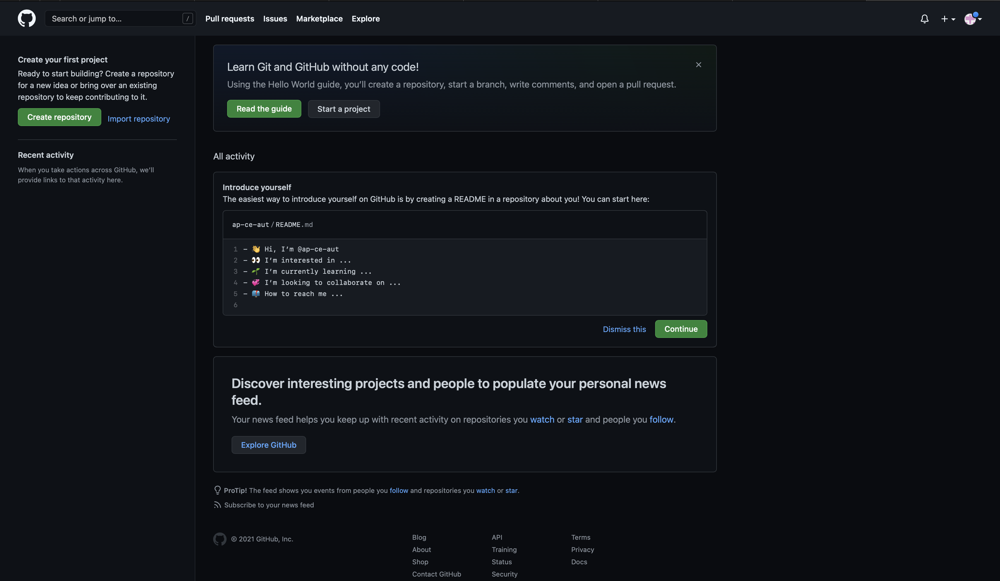 Search or jump to...
/
Pull requests
Issues
Marketplace
Explore
Create your first project
Ready to start building? Create a repository
for a new idea or bring over an existing
repository to keep contributing to it.
Create repository
Import repository
Recent activity
When you take actions across GitHub, we’ll
provide links to that activity here.
Learn Git and GitHub without any code!
Using the Hello World guide, you’ll create a repository, start a branch, write comments, and open a pull request.
Read the guide
Start a project
All activity
Introduce yourself
The easiest way to introduce yourself on GitHub is by creating a README in a repository about you! You can start here:
ap-ce-aut/README.md
1 - 👋 Hi, I’m @ap-ce-aut
2 - 👀 I’m interested in ...
3 - 🌱 I’m currently learning ...
4 - 💞️ I’m looking to collaborate on ...
5 - 📫 How to reach me ...
6
Dismiss this
Continue
Discover interesting projects and people to populate your personal news
feed.
Your news feed helps you keep up with recent activity on repositories you watch or star and people you follow.
Explore GitHub
ProTip! The feed shows you events from people you follow and repositories you watch or star.
Subscribe to your news feed
© 2021 GitHub, Inc.
Blog
About
Shop
Contact GitHub
API
Training
Status
Security
Terms
Privacy
Docs